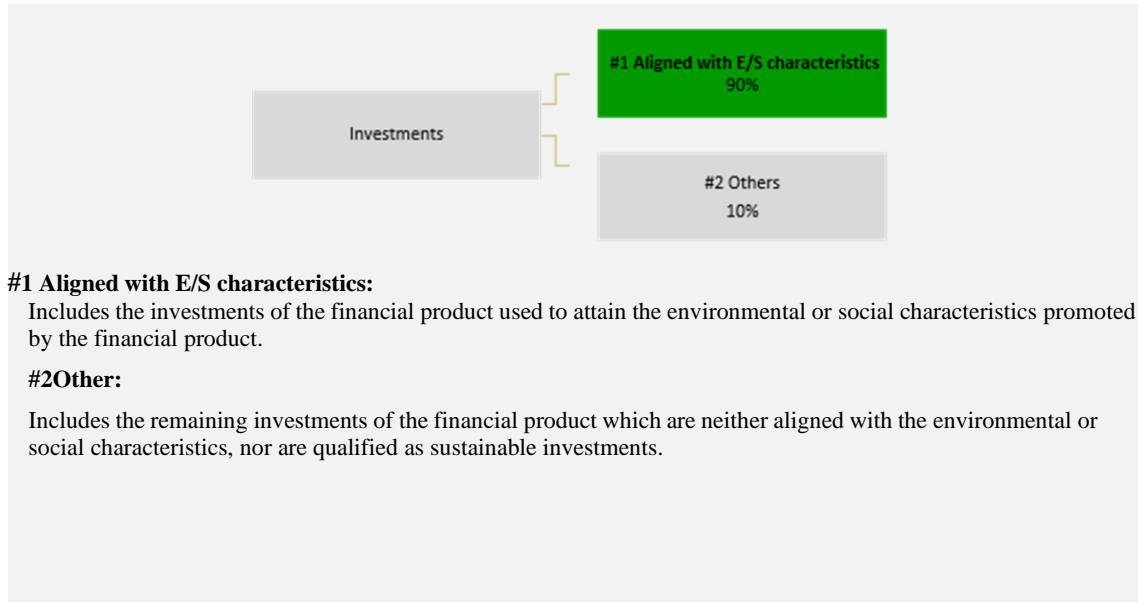 #1 Aligned with E/S characteristics
90%
Investments
#2 Others
10%
#1 Aligned with E/S characteristics:
Includes the investments of the financial product used to attain the environmental or social characteristics promoted
by the financial product.
#2Other:
Includes the remaining investments of the financial product which are neither aligned with the environmental or
social characteristics, nor are qualified as sustainable investments.